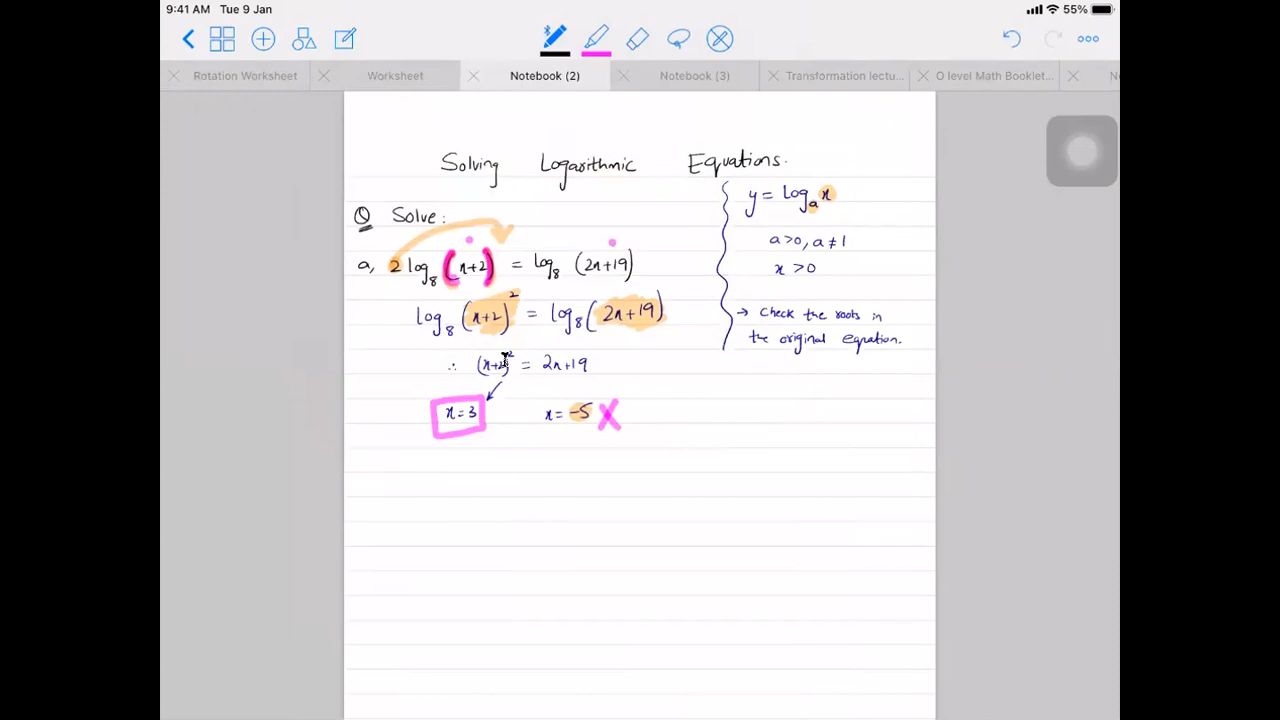 9:41 AM Tue 9 Jan 55%
Rotation Worksheet Worksheet Notebook (2) Notebook (3) Transformation lectu... O level Math Booklet... N
Solving Logarithmic Equations.
Q Solve:
a, 2 log₈ (x+2) = log₈ (2x+19)
log₈ (x+2)² = log₈ (2x+19)
∴ (x+2)² = 2x+19
x = 3 x = -5 X
y = logₐ x
a>0, a≠1
x >0
→ Check the roots in
the original equation.